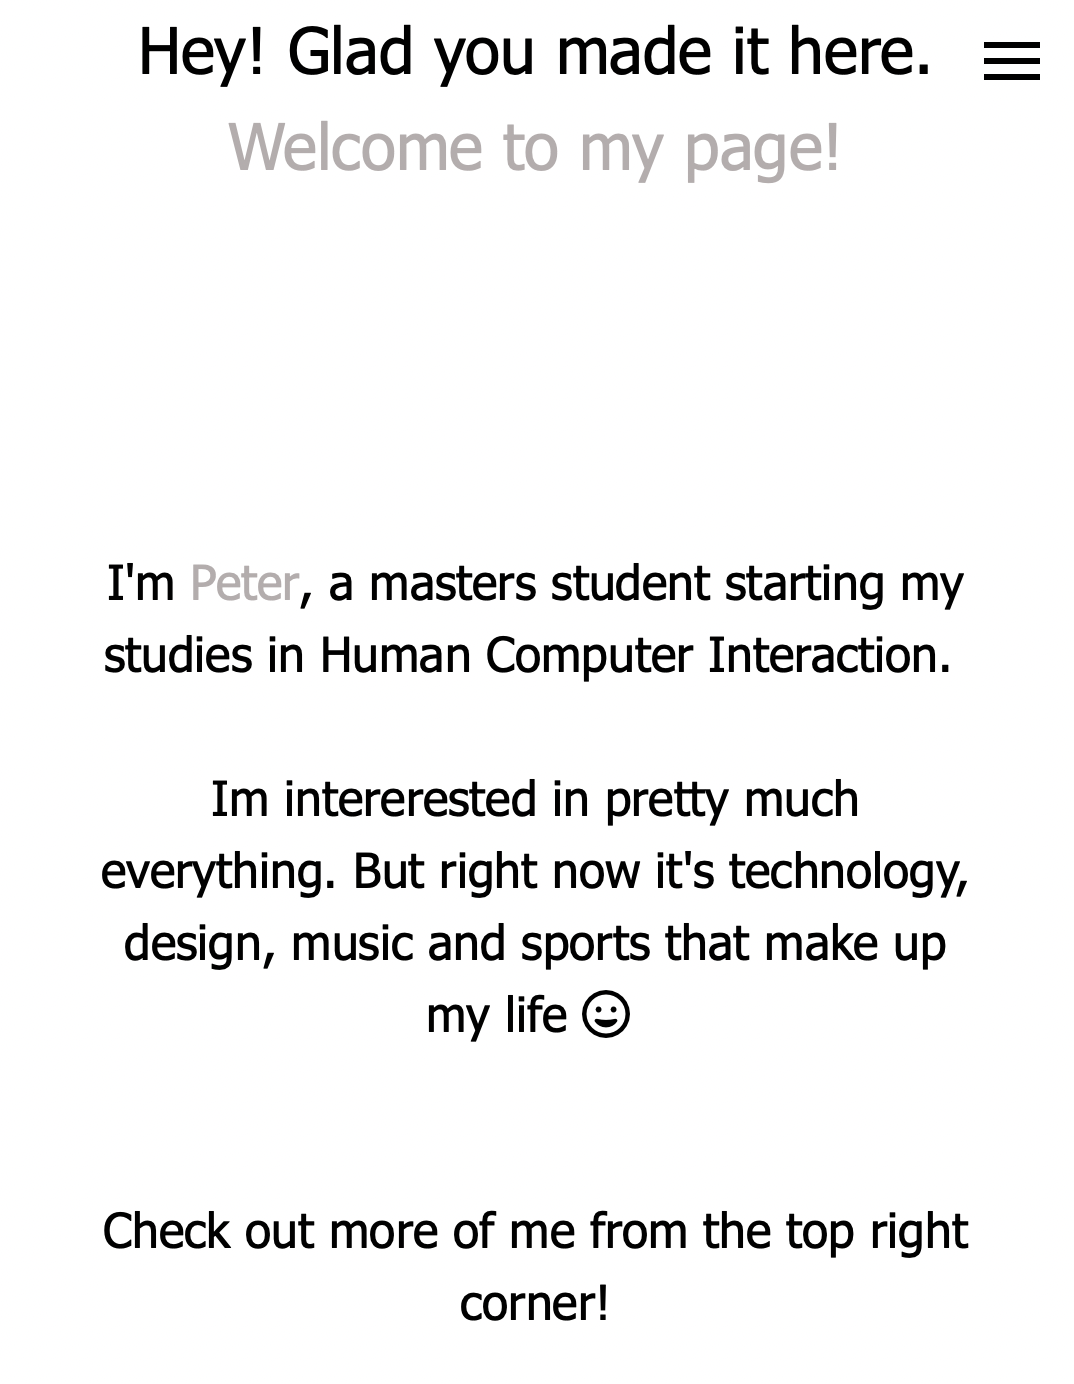 Hey! Glad you made it here.
Welcome to my page!
I'm Peter, a masters student starting my
studies in Human Computer Interaction.
Im intererested in pretty much
everything. But right now it's technology,
design, music and sports that make up
my life
Check out more of me from the top right
corner!